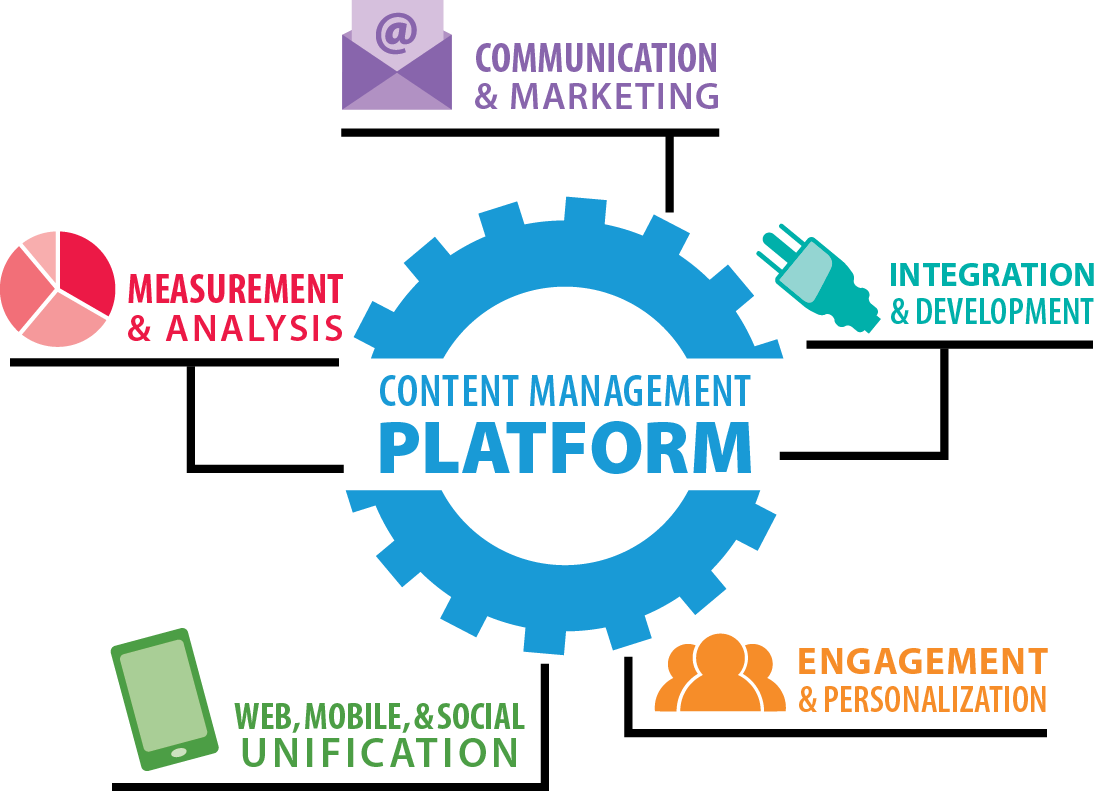 @
COMMUNICATION
& MARKETING
MEASUREMENT
& ANALYSIS
INTEGRATION
& DEVELOPMENT
CONTENT MANAGEMENT
PLATFORM
WEB, MOBILE, & SOCIAL
UNIFICATION
ENGAGEMENT
& PERSONALIZATION